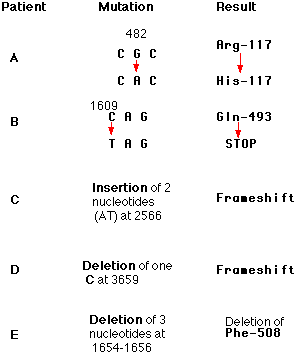 Patient Mutation Result
482
A C G C Arg-117
C A C His-117
1609
B C A G Gln-493
T A G STOP
C Insertion of 2 Frameshift
nucleotides
(AT) at 2566
D Deletion of one Frameshift
C at 3659
E Deletion of 3 Deletion of
nucleotides at Phe-508
1654-1656